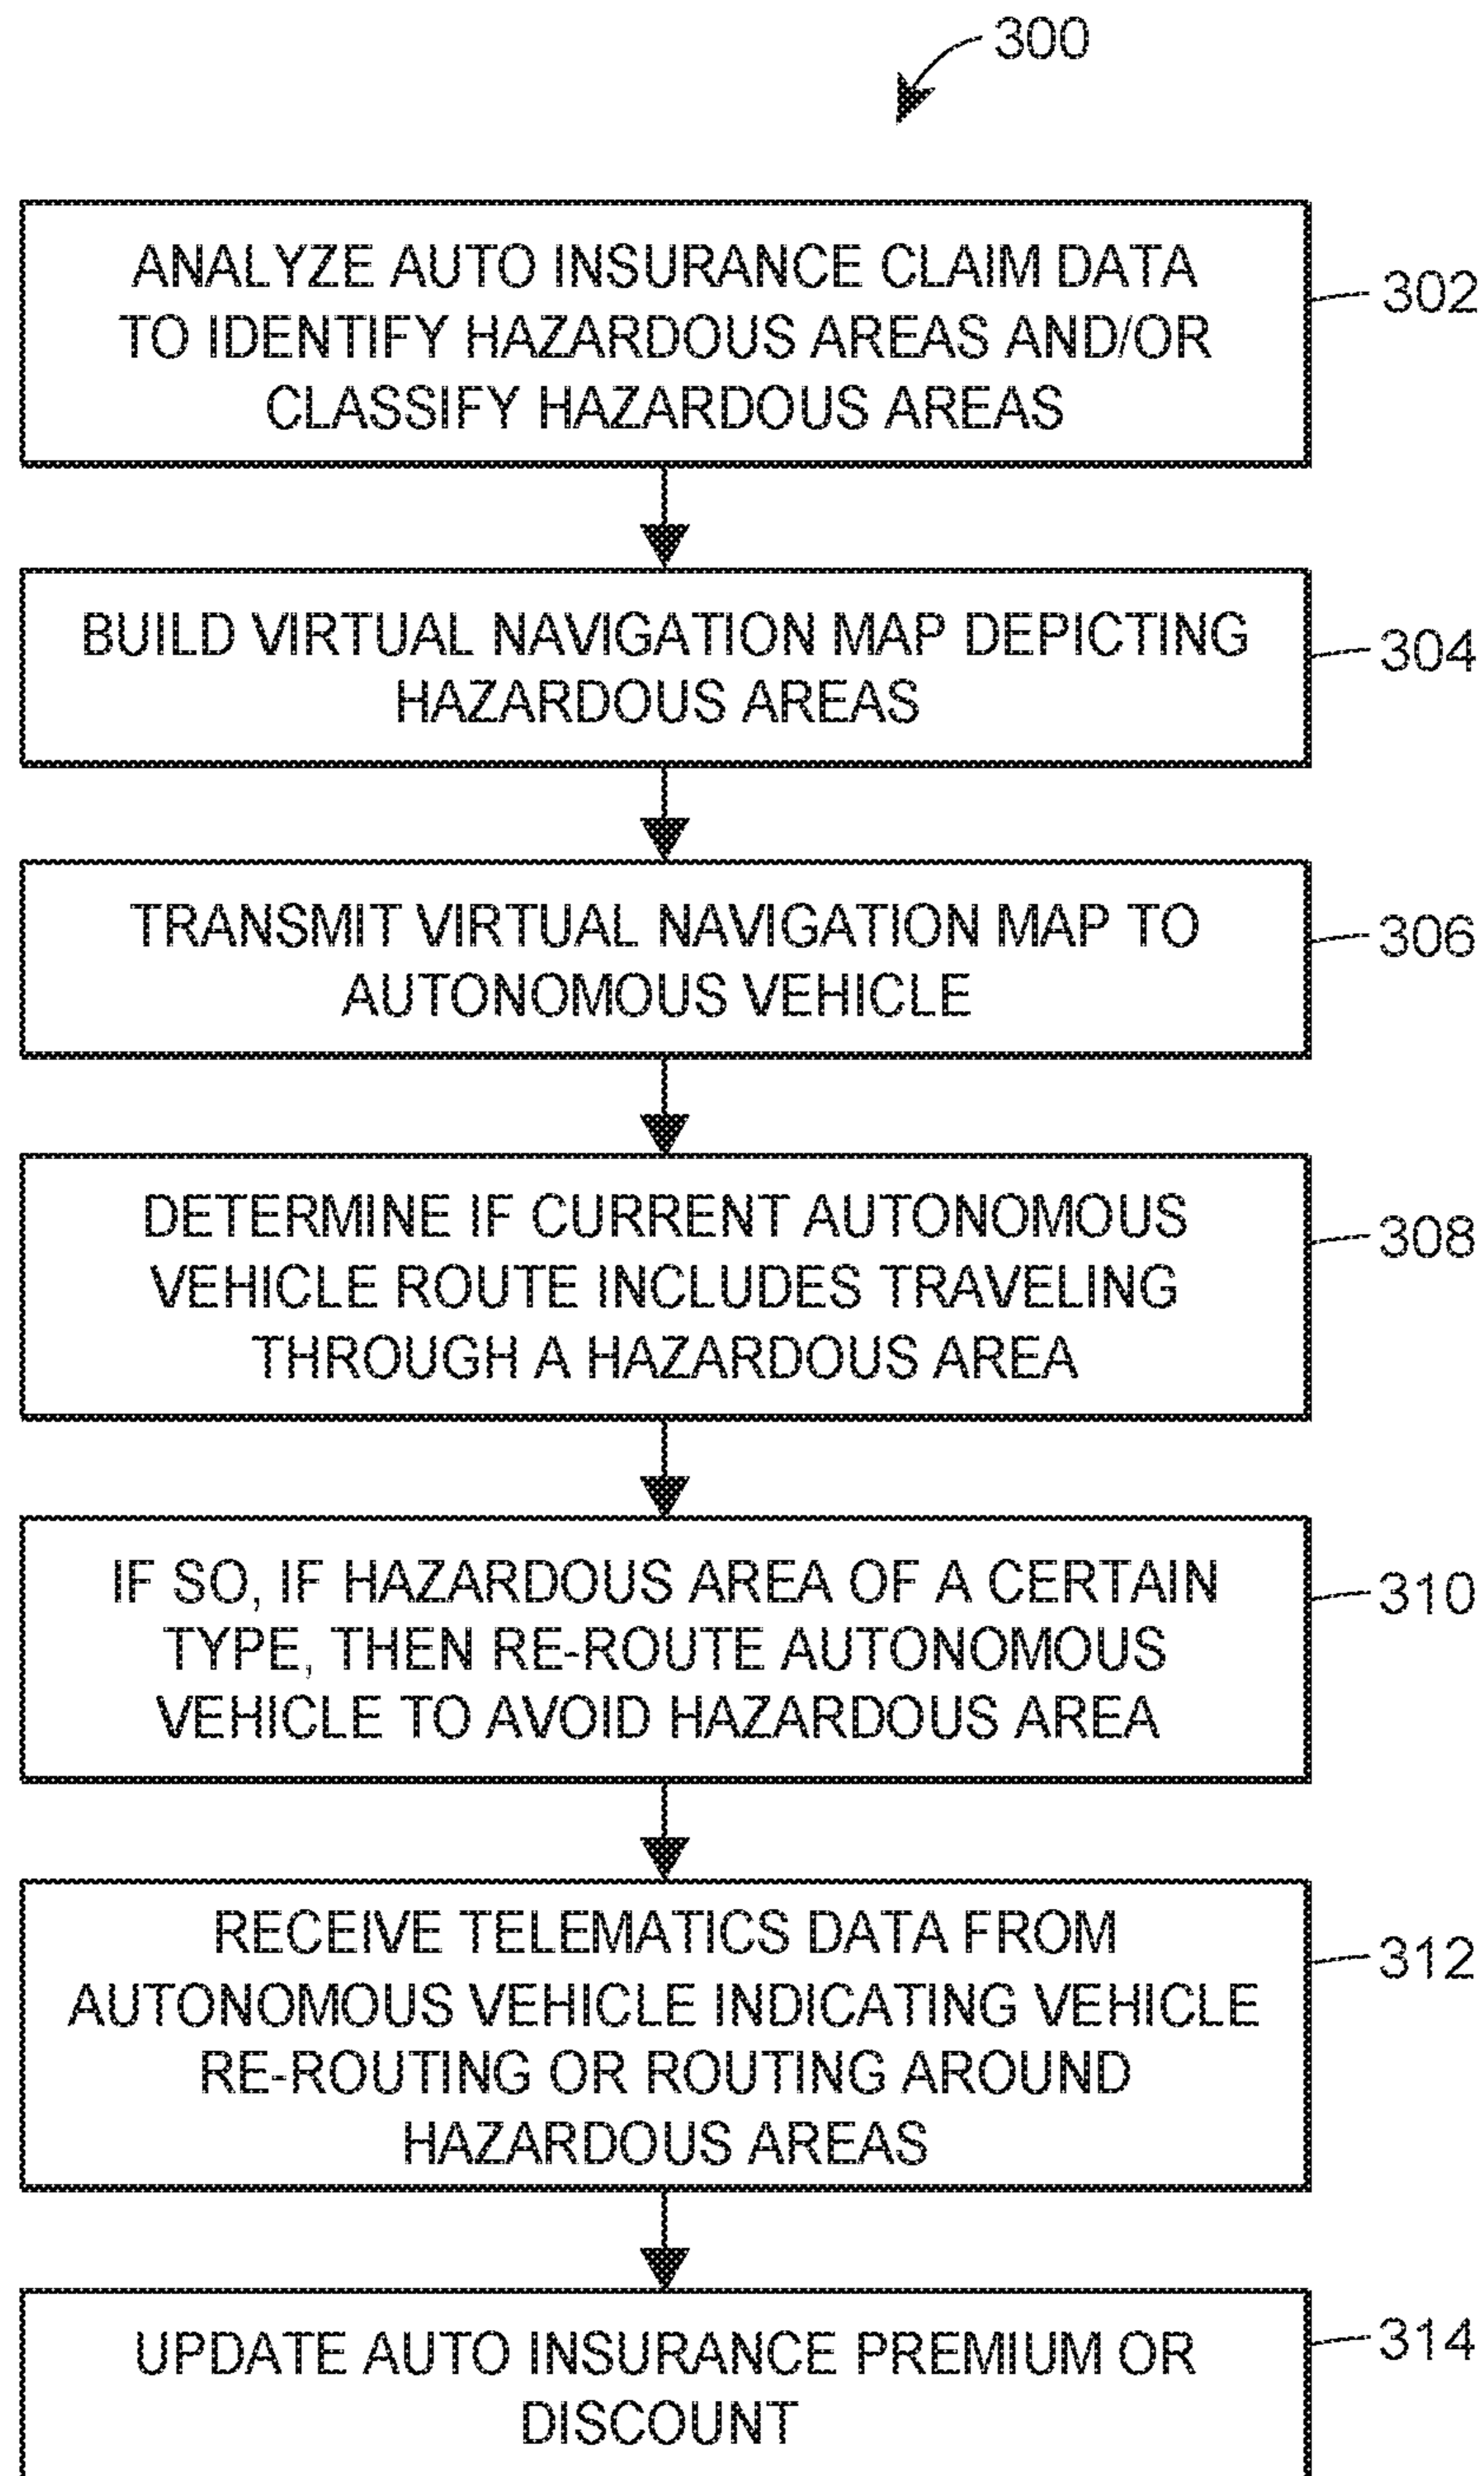 300
ANALYZE AUTO INSURANCE CLAIM DATA
TO IDENTIFY HAZARDOUS AREAS AND/OR
CLASSIFY HAZARDOUS AREAS
302
BUILD VIRTUAL NAVIGATION MAP DEPICTING
HAZARDOUS AREAS
304
TRANSMIT VIRTUAL NAVIGATION MAP TO
AUTONOMOUS VEHICLE
306
DETERMINE IF CURRENT AUTONOMOUS
VEHICLE ROUTE INCLUDES TRAVELING
THROUGH A HAZARDOUS AREA
308
IF SO, IF HAZARDOUS AREA OF A CERTAIN
TYPE, THEN RE-ROUTE AUTONOMOUS
VEHICLE TO AVOID HAZARDOUS AREA
310
RECEIVE TELEMATICS DATA FROM
AUTONOMOUS VEHICLE INDICATING VEHICLE
RE-ROUTING OR ROUTING AROUND
HAZARDOUS AREAS
312
UPDATE AUTO INSURANCE PREMIUM OR
DISCOUNT
314